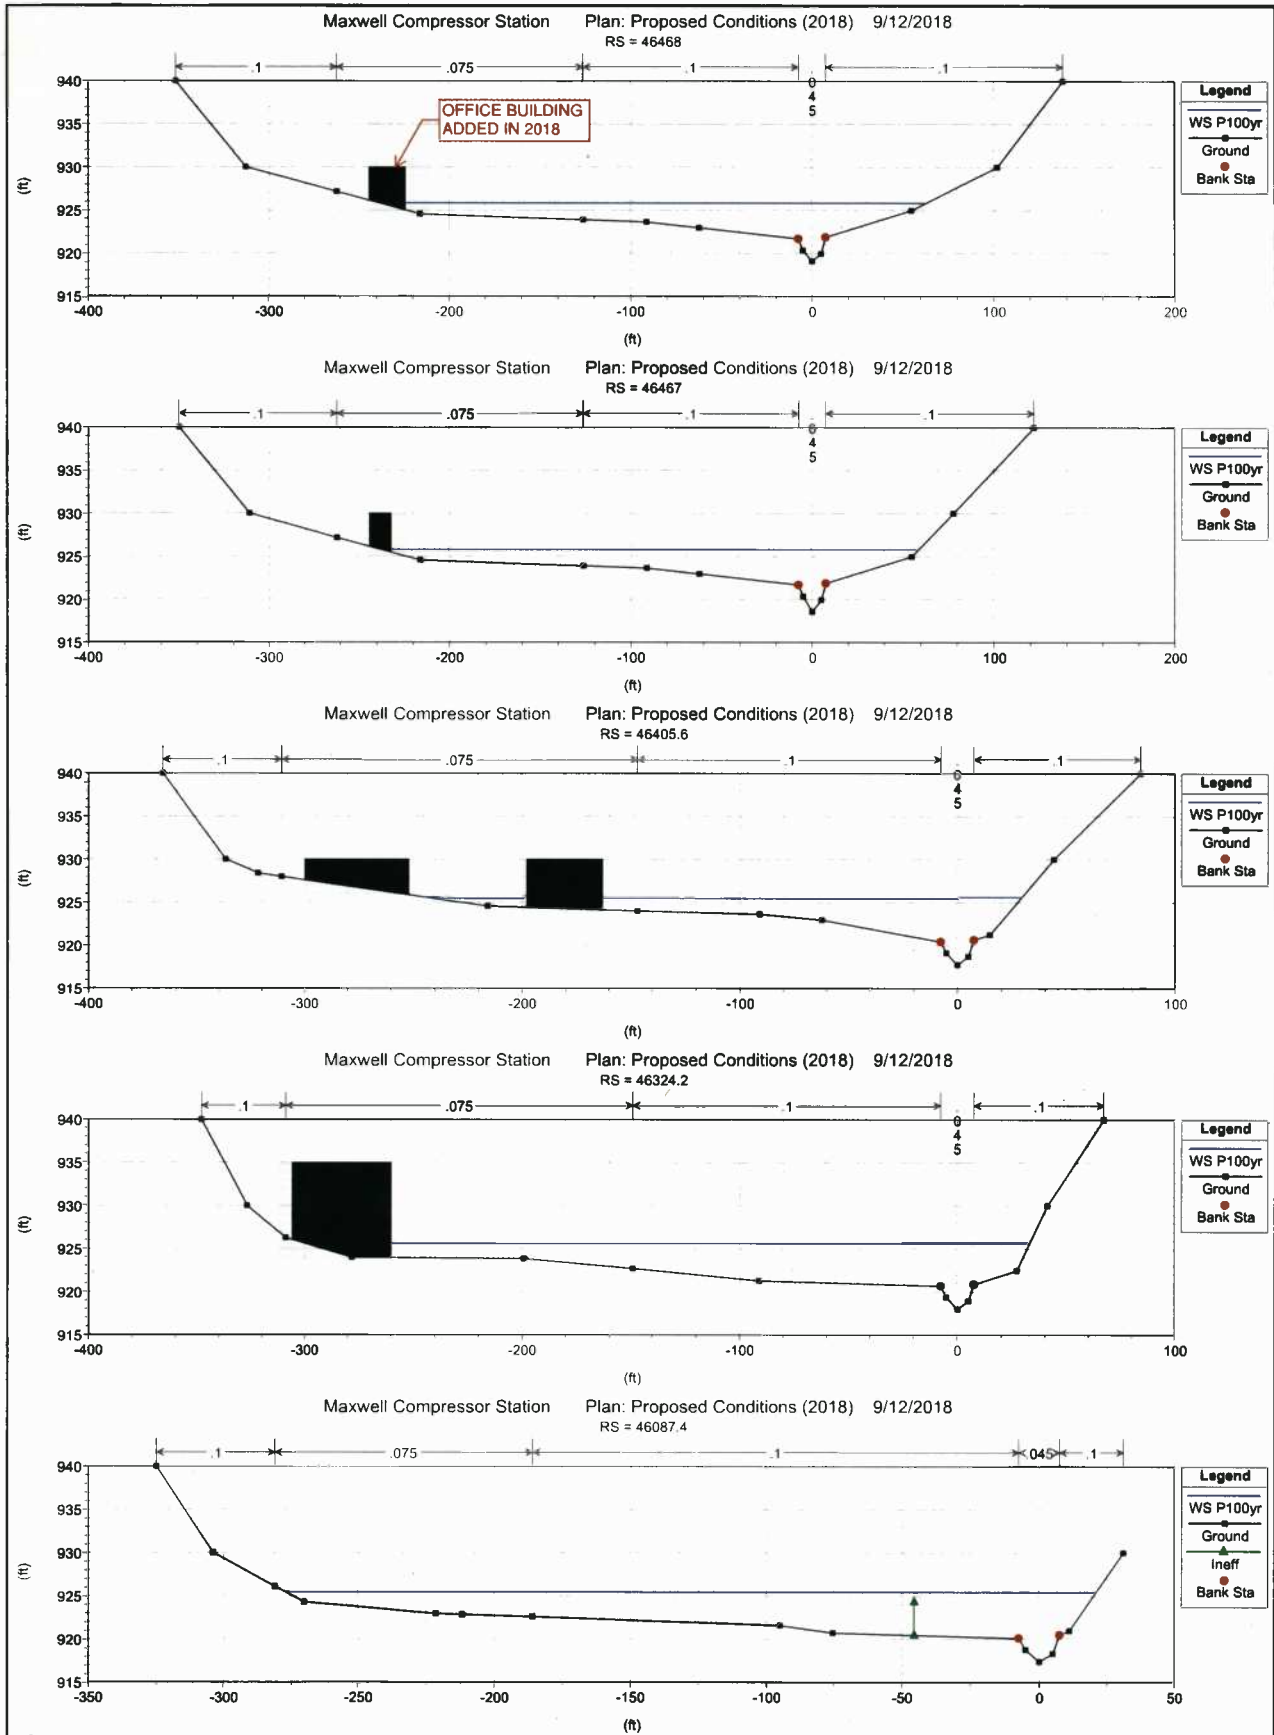 Maxwell Compressor Station Plan: Proposed Conditions (2018) 9/12/2018
RS = 46468
.1 .075 .1 .1
0
4
5
OFFICE BUILDING
ADDED IN 2018
940
935
930
925
920
915
(ft)
-400 -300 -200 -100 0 100 200
(ft)
Legend
WS P100yr
Ground
Bank Sta
Maxwell Compressor Station Plan: Proposed Conditions (2018) 9/12/2018
RS = 46467
.1 .075 .1 .1
0
4
5
940
935
930
925
920
915
(ft)
-400 -300 -200 -100 0 100 200
(ft)
Legend
WS P100yr
Ground
Bank Sta
Maxwell Compressor Station Plan: Proposed Conditions (2018) 9/12/2018
RS = 46405.6
.1 .075 .1 .1
0
4
5
940
935
930
925
920
915
(ft)
-400 -300 -200 -100 0 100
(ft)
Legend
WS P100yr
Ground
Bank Sta
Maxwell Compressor Station Plan: Proposed Conditions (2018) 9/12/2018
RS = 46324.2
.1 .075 .1 .1
0
4
5
940
935
930
925
920
915
(ft)
-400 -300 -200 -100 0 100
(ft)
Legend
WS P100yr
Ground
Bank Sta
Maxwell Compressor Station Plan: Proposed Conditions (2018) 9/12/2018
RS = 46087.4
.1 .075 .1 .045 .1
940
935
930
925
920
915
(ft)
-350 -300 -250 -200 -150 -100 -50 0 50
(ft)
Legend
WS P100yr
Ground
Ineff
Bank Sta